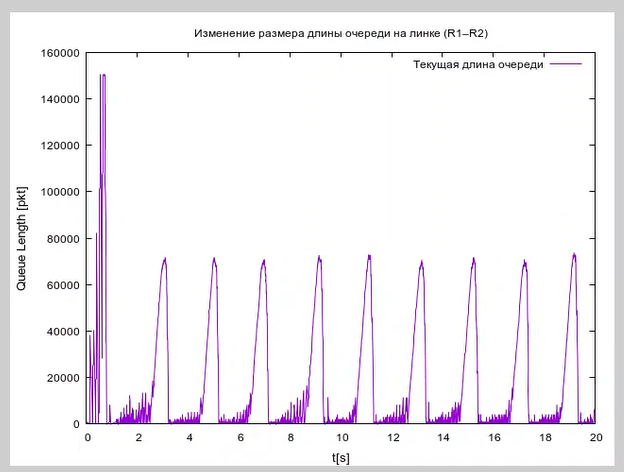 Изменение размера длины очереди на линке (R1–R2)
Текущая длина очереди
Queue Length [pkt]
160000
140000
120000
100000
80000
60000
40000
20000
0
0 2 4 6 8 10 12 14 16 18 20
t[s]